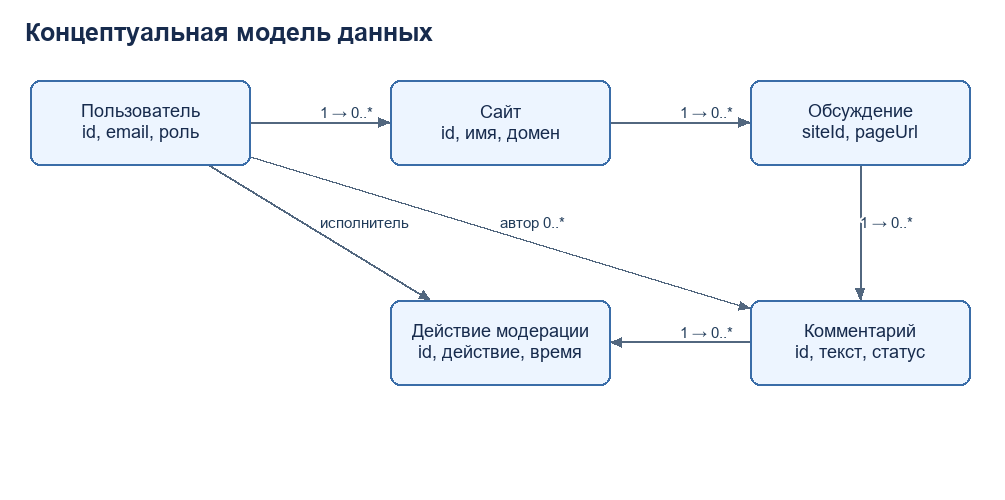 Концептуальная модель данных
Пользователь
id, email, роль
1 → 0..*
Сайт
id, имя, домен
1 → 0..*
Обсуждение
siteId, pageUrl
исполнитель
автор 0..*
1 → 0..*
Действие модерации
id, действие, время
1 → 0..*
Комментарий
id, текст, статус